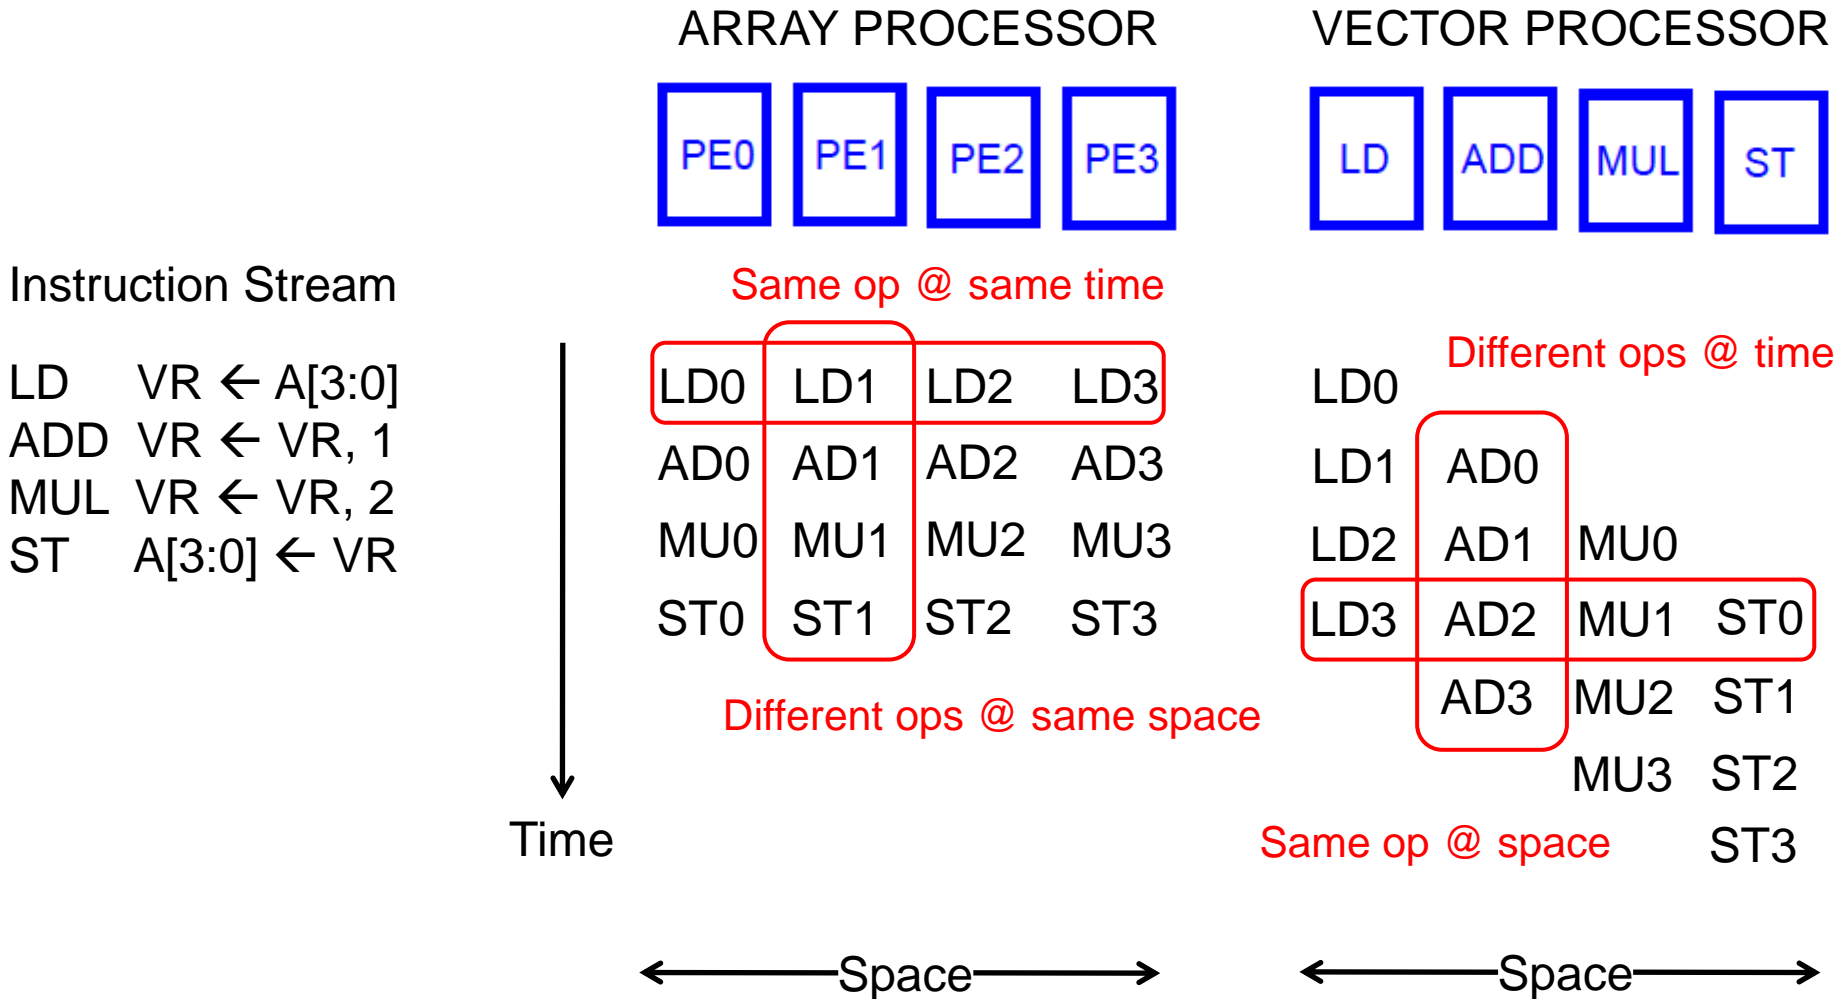 ARRAY PROCESSOR
VECTOR PROCESSOR
PE0 PE1 PE2 PE3
LD ADD MUL ST
Instruction Stream
LD VR ← A[3:0]
ADD VR ← VR, 1
MUL VR ← VR, 2
ST A[3:0] ← VR
Time
Same op @ same time
LD0 LD1 LD2 LD3
AD0 AD1 AD2 AD3
MU0 MU1 MU2 MU3
ST0 ST1 ST2 ST3
Different ops @ same space
Space
Different ops @ time
LD0
LD1 AD0
LD2 AD1 MU0
LD3 AD2 MU1 ST0
AD3 MU2 ST1
MU3 ST2
Same op @ space
ST3
Space